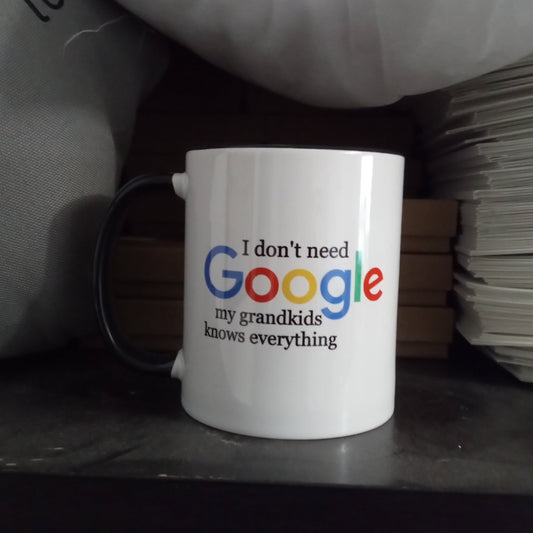 I don't need
Google
my grandkids
knows everything